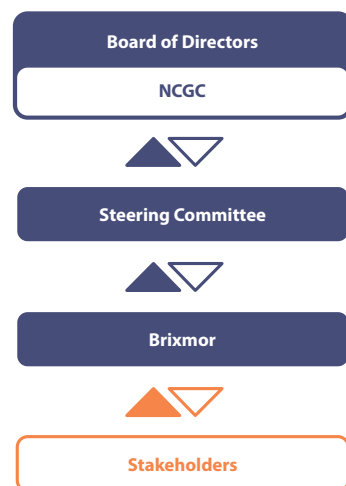 Board of Directors
NCGC
Steering Committee
Brixmor
Stakeholders